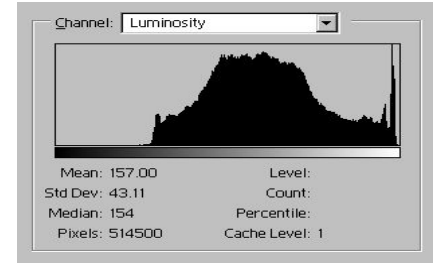 Channel: Luminosity
Mean: 157.00 Level:
Std Dev: 43.11 Count:
Median: 154 Percentile:
Pixels: 514500 Cache Level: 1